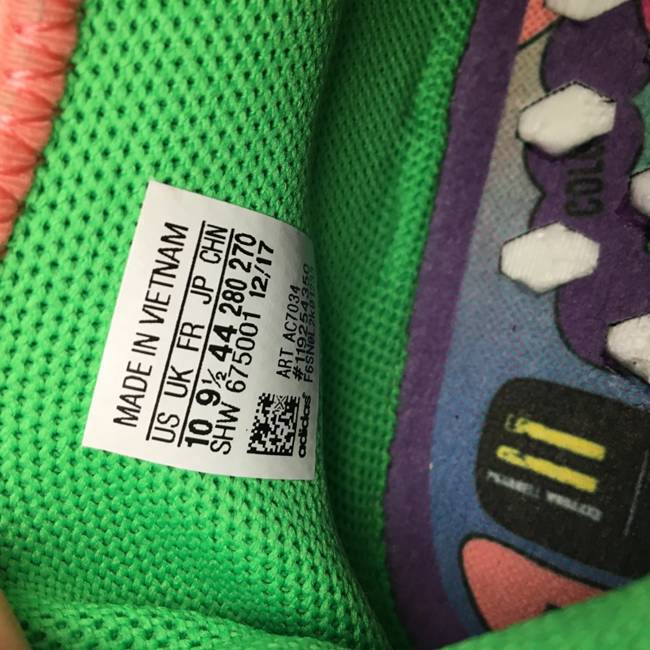 MADE IN VIETNAM
US UK FR JP CHN
10 9½ 44 280 270
SHW 675001 12/17
ART AC7034
#119254350
adidas